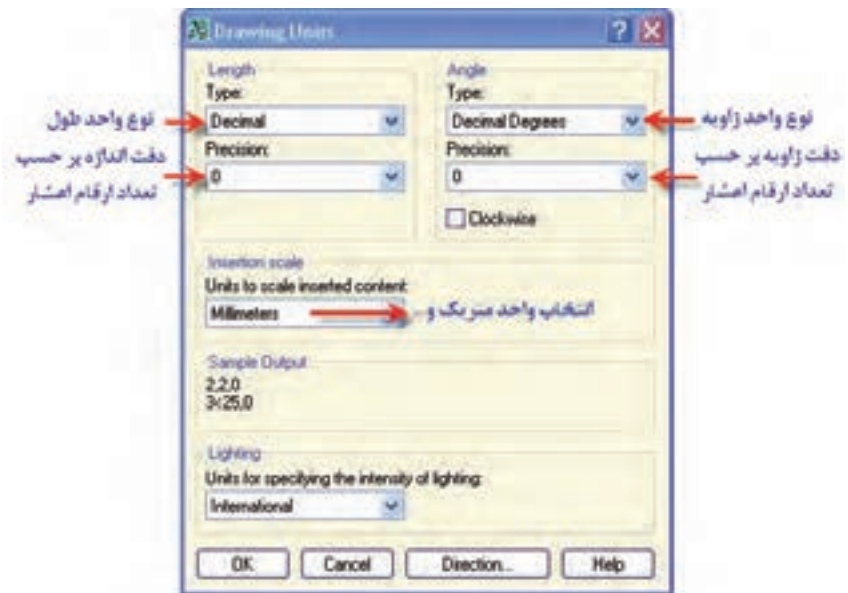 Drawing Units
Length
Type:
Decimal
Precision:
0
Angle
Type:
Decimal Degrees
Precision:
0
Clockwise
نوع واحد طول
دقت اندازه بر حسب
تعداد ارقام اعشار
نوع واحد زاویه
دقت زاویه بر حسب
تعداد ارقام اعشار
Insertion scale
Units to scale inserted content:
Millimeters
انتخاب واحد متریک و...
Sample Output
2,2,0
3<25,0
Lighting
Units for specifying the intensity of lighting:
International
OK
Cancel
Direction...
Help